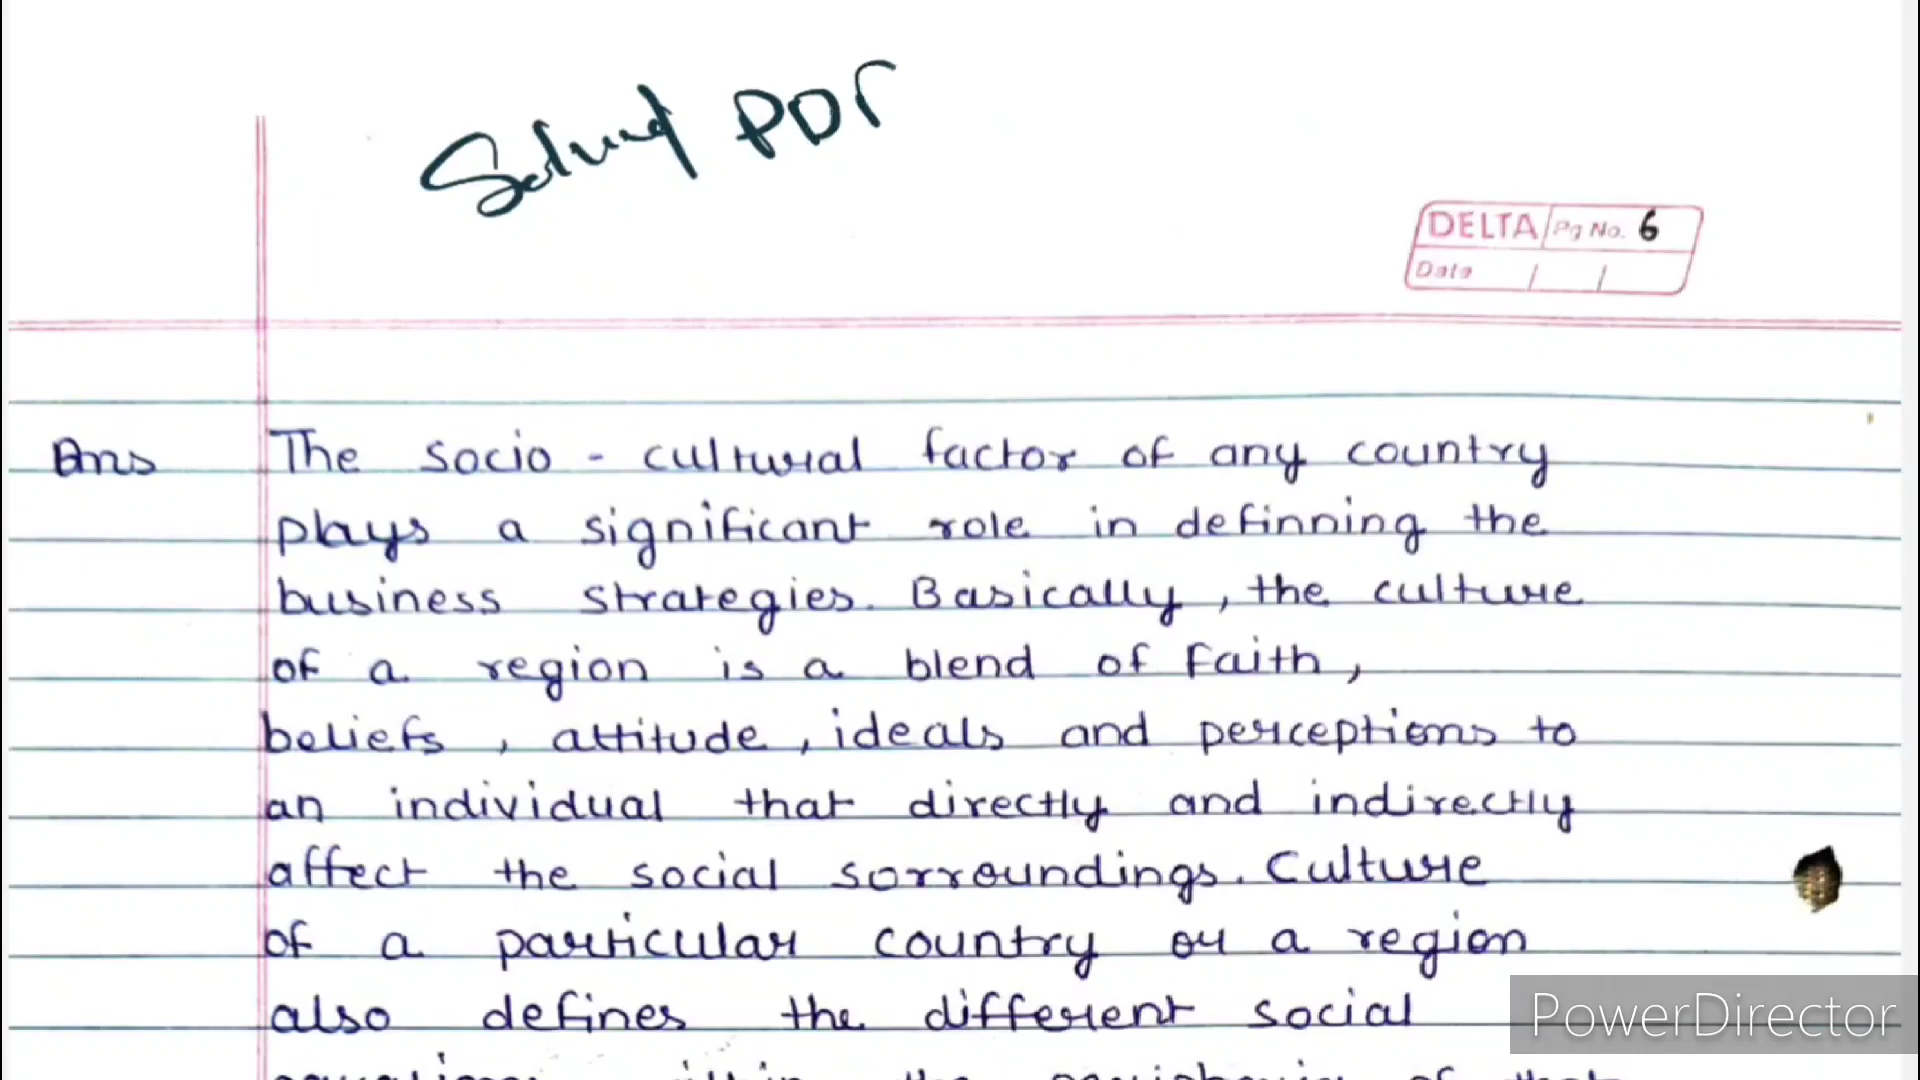 Solved PDF
DELTA Pg No. 6
Date / /
Ans The socio - cultural factor of any country
plays a significant role in definning the
business strategies. Basically, the culture
of a region is a blend of faith,
beliefs, attitude, ideals and perceptions to
an individual that directly and indirectly
affect the social sorroundings. Culture
of a particular country or a region
also defines the different social
the of that
PowerDirector